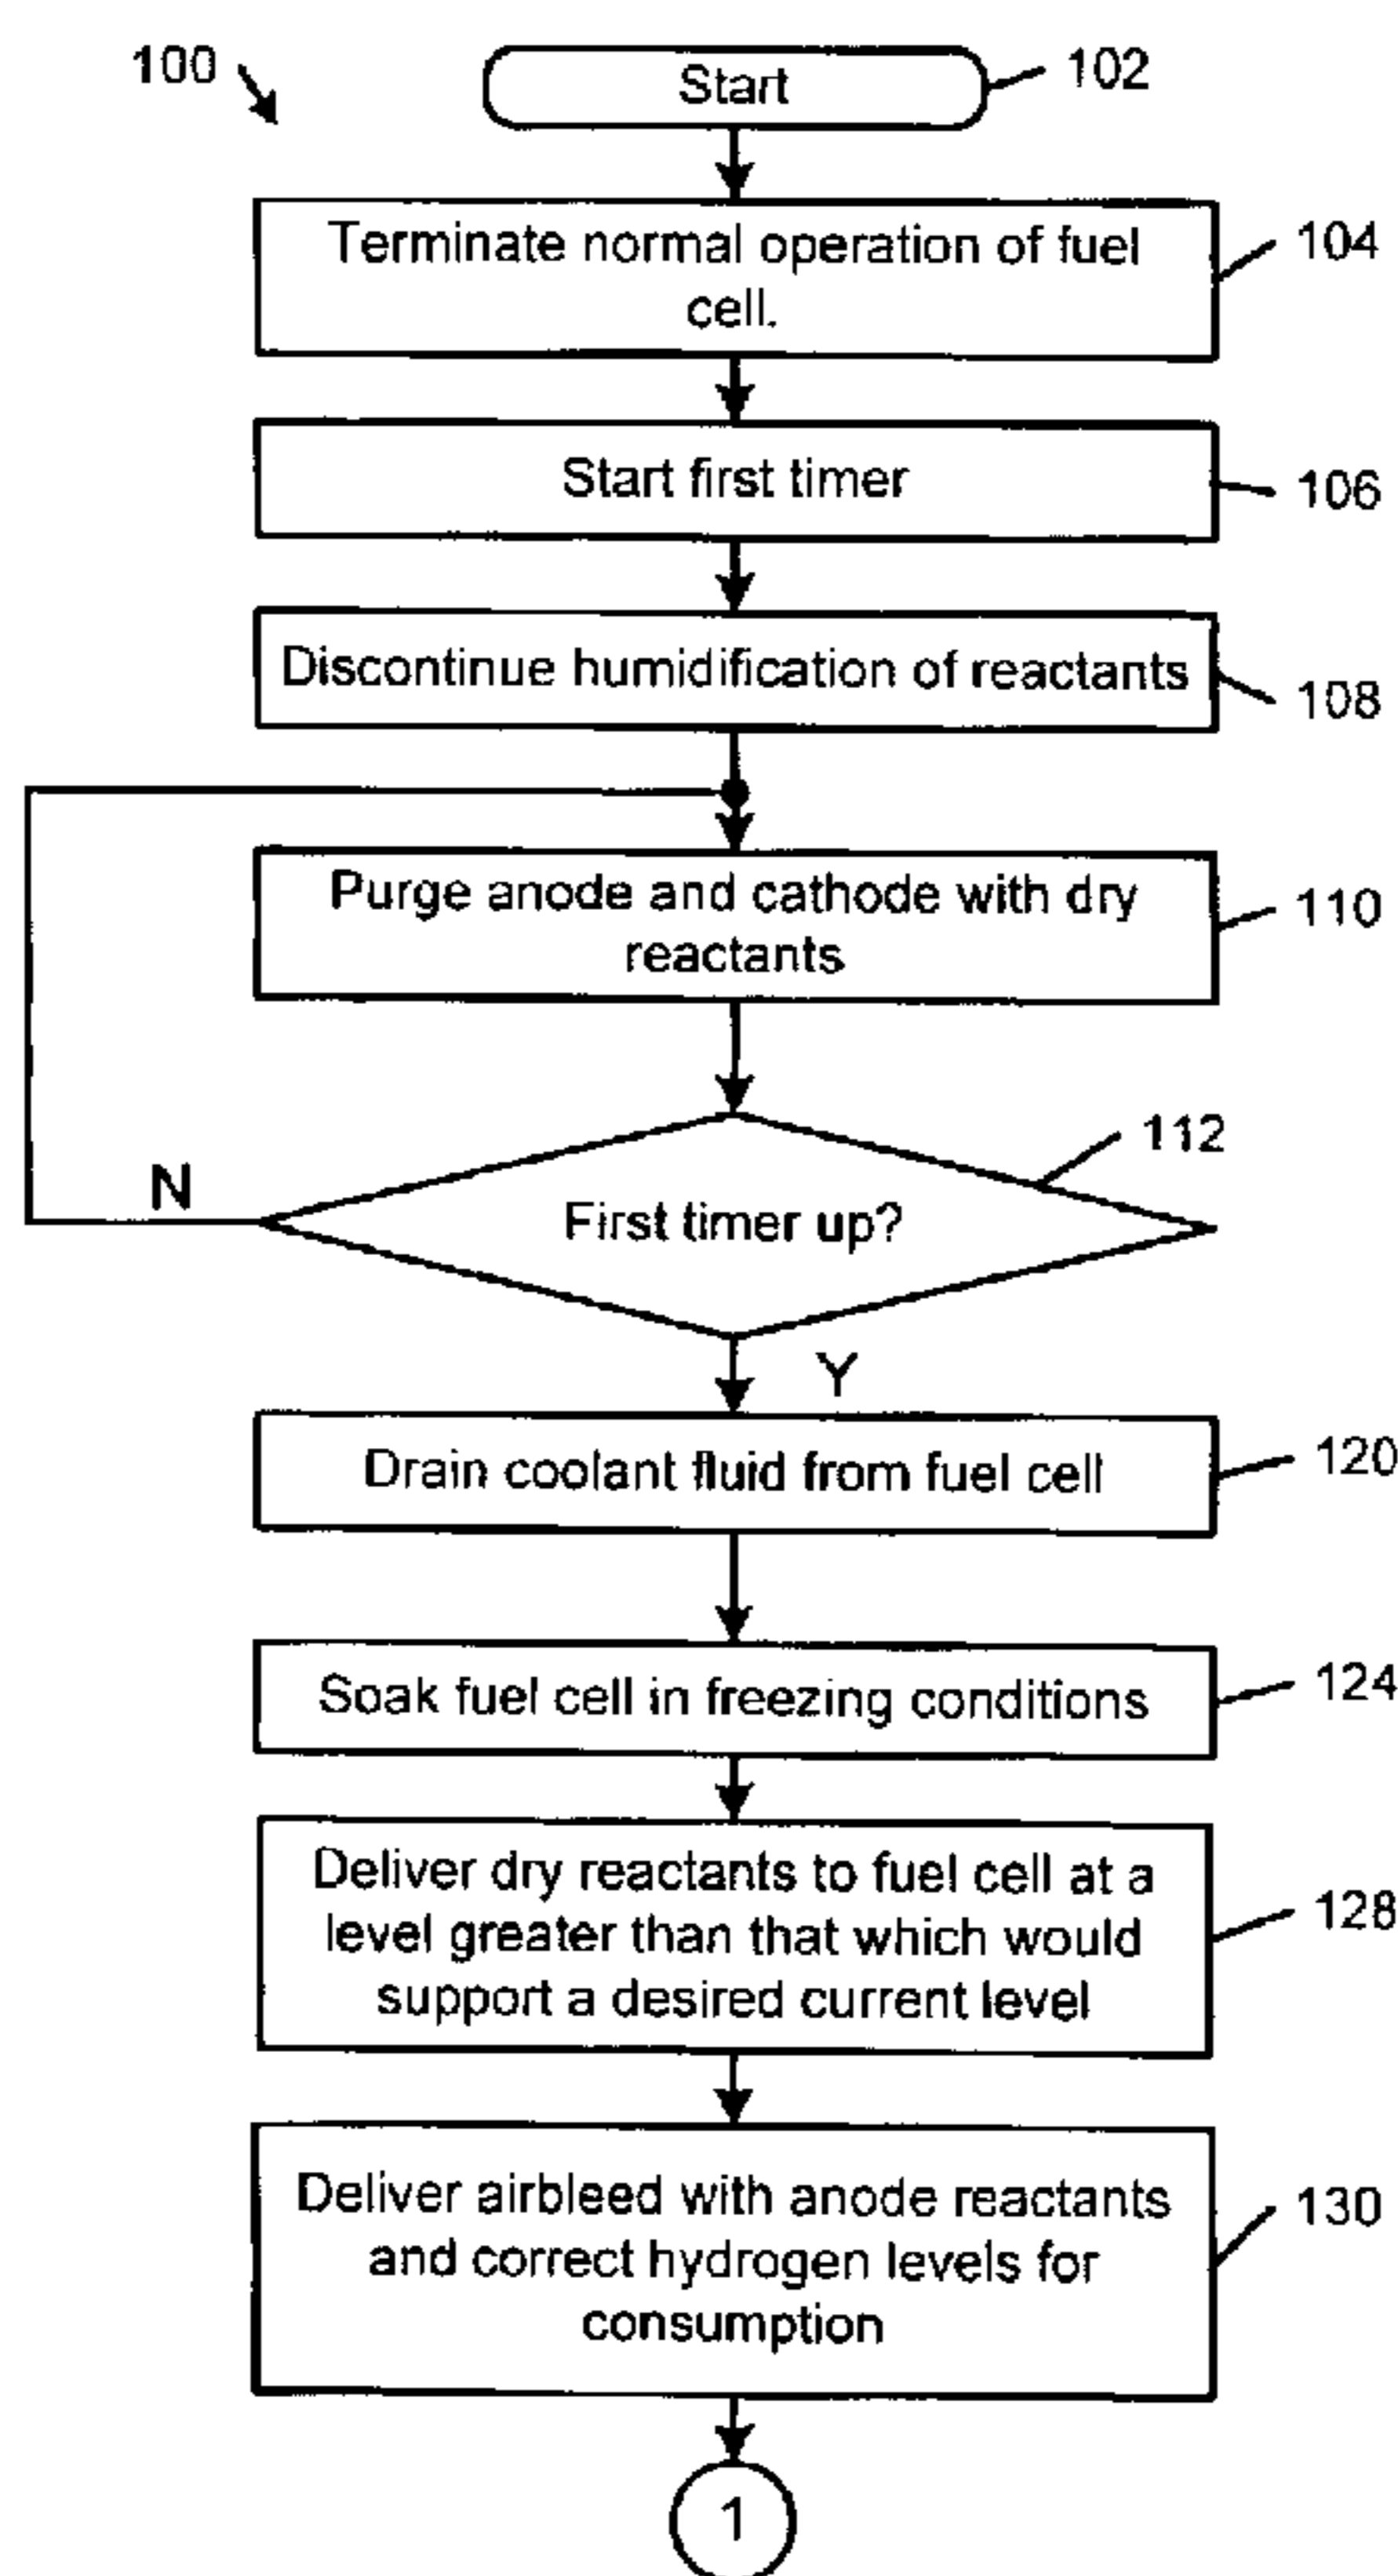 100
Start
102
Terminate normal operation of fuel
cell.
104
Start first timer
106
Discontinue humidification of reactants
108
Purge anode and cathode with dry
reactants
110
112
N
First timer up?
Y
Drain coolant fluid from fuel cell
120
Soak fuel cell in freezing conditions
124
Deliver dry reactants to fuel cell at a
level greater than that which would
support a desired current level
128
Deliver airbleed with anode reactants
and correct hydrogen levels for
consumption
130
1